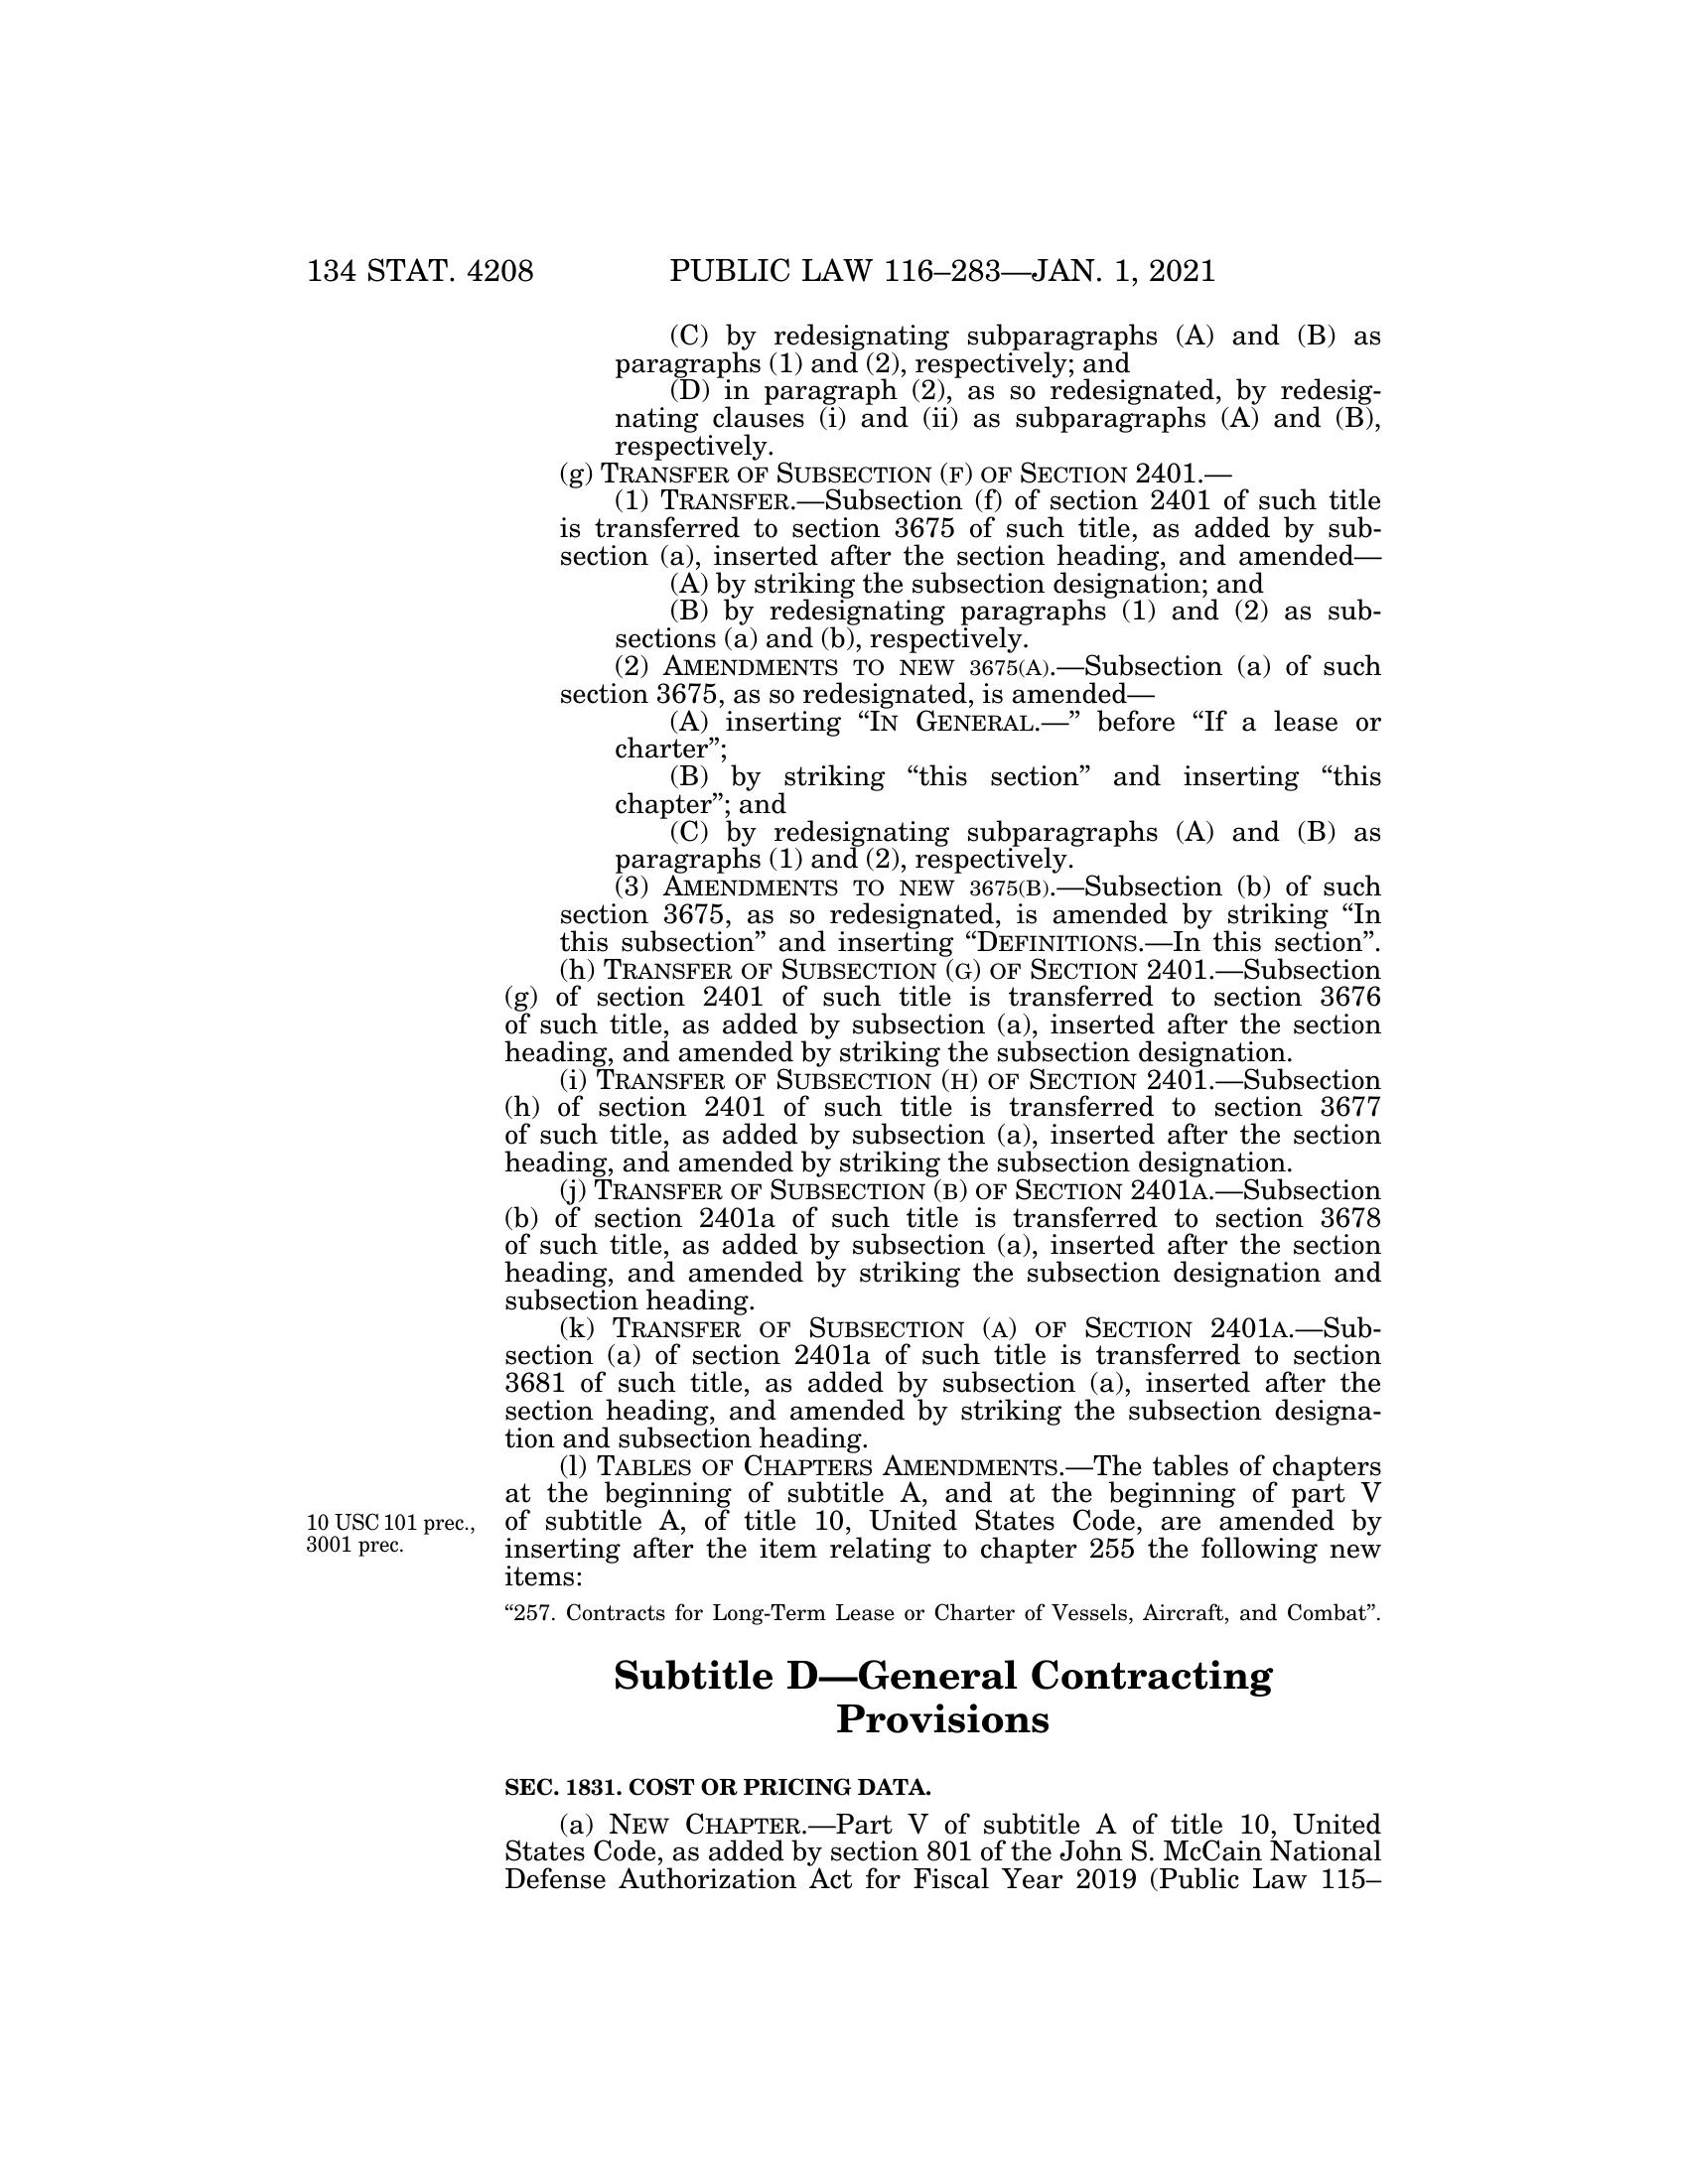 134 STAT. 4208 PUBLIC LAW 116–283—JAN. 1, 2021
(C) by redesignating subparagraphs (A) and (B) as
paragraphs (1) and (2), respectively; and
(D) in paragraph (2), as so redesignated, by redesig-
nating clauses (i) and (ii) as subparagraphs (A) and (B),
respectively.
(g) TRANSFER OF SUBSECTION (F) OF SECTION 2401.—
(1) TRANSFER.—Subsection (f) of section 2401 of such title
is transferred to section 3675 of such title, as added by sub-
section (a), inserted after the section heading, and amended—
(A) by striking the subsection designation; and
(B) by redesignating paragraphs (1) and (2) as sub-
sections (a) and (b), respectively.
(2) AMENDMENTS TO NEW 3675(A).—Subsection (a) of such
section 3675, as so redesignated, is amended—
(A) inserting “IN GENERAL.—” before “If a lease or
charter”;
(B) by striking “this section” and inserting “this
chapter”; and
(C) by redesignating subparagraphs (A) and (B) as
paragraphs (1) and (2), respectively.
(3) AMENDMENTS TO NEW 3675(B).—Subsection (b) of such
section 3675, as so redesignated, is amended by striking “In
this subsection” and inserting “DEFINITIONS.—In this section”.
(h) TRANSFER OF SUBSECTION (G) OF SECTION 2401.—Subsection
(g) of section 2401 of such title is transferred to section 3676
of such title, as added by subsection (a), inserted after the section
heading, and amended by striking the subsection designation.
(i) TRANSFER OF SUBSECTION (H) OF SECTION 2401.—Subsection
(h) of section 2401 of such title is transferred to section 3677
of such title, as added by subsection (a), inserted after the section
heading, and amended by striking the subsection designation.
(j) TRANSFER OF SUBSECTION (B) OF SECTION 2401A.—Subsection
(b) of section 2401a of such title is transferred to section 3678
of such title, as added by subsection (a), inserted after the section
heading, and amended by striking the subsection designation and
subsection heading.
(k) TRANSFER OF SUBSECTION (A) OF SECTION 2401A.—Sub-
section (a) of section 2401a of such title is transferred to section
3681 of such title, as added by subsection (a), inserted after the
section heading, and amended by striking the subsection designa-
tion and subsection heading.
(l) TABLES OF CHAPTERS AMENDMENTS.—The tables of chapters
at the beginning of subtitle A, and at the beginning of part V
of subtitle A, of title 10, United States Code, are amended by
inserting after the item relating to chapter 255 the following new
items:
10 USC 101 prec.,
3001 prec.
“257. Contracts for Long-Term Lease or Charter of Vessels, Aircraft, and Combat”.
Subtitle D—General Contracting
Provisions
SEC. 1831. COST OR PRICING DATA.
(a) NEW CHAPTER.—Part V of subtitle A of title 10, United
States Code, as added by section 801 of the John S. McCain National
Defense Authorization Act for Fiscal Year 2019 (Public Law 115–